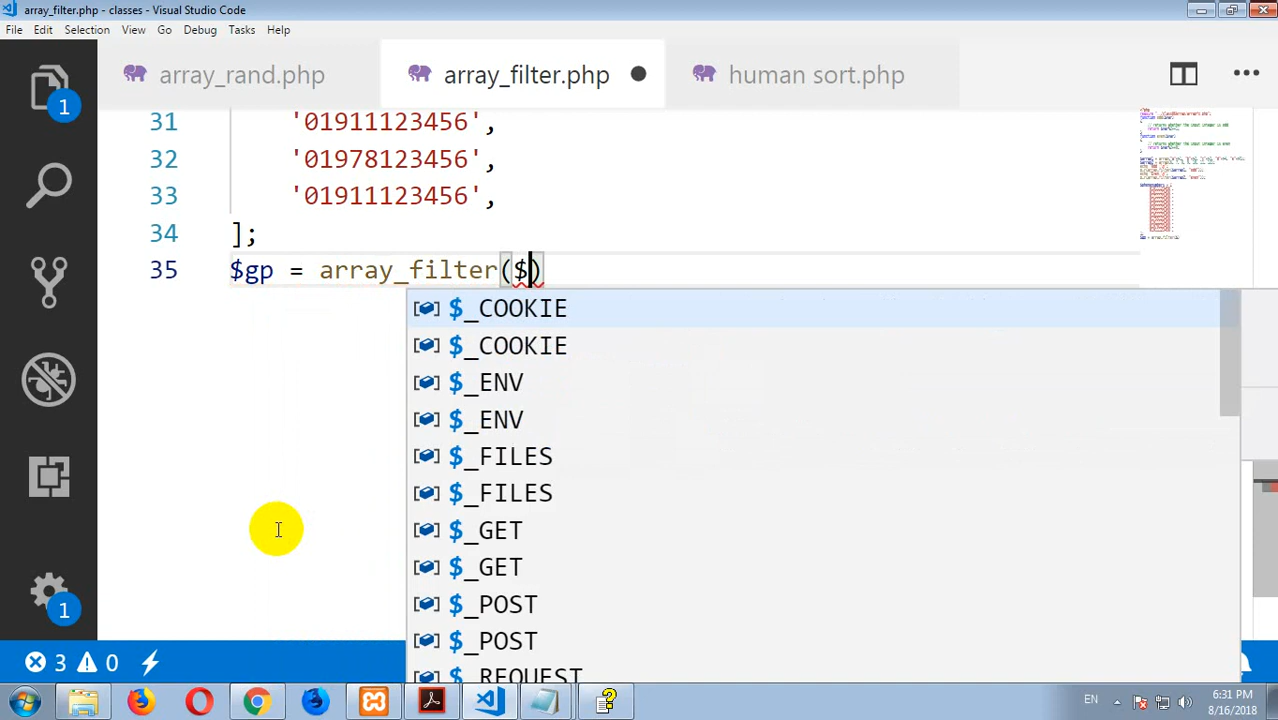 array_filter.php - classes - Visual Studio Code
File Edit Selection View Go Debug Tasks Help
array_rand.php array_filter.php human sort.php
1
31 '01911123456',
32 '01978123456',
33 '01911123456',
34 ];
35 $gp = array_filter($)
$_COOKIE
$_COOKIE
$_ENV
$_ENV
$_FILES
$_FILES
$_GET
$_GET
$_POST
$_POST
$_REQUEST
1
3 0
EN 6:31 PM
8/16/2018